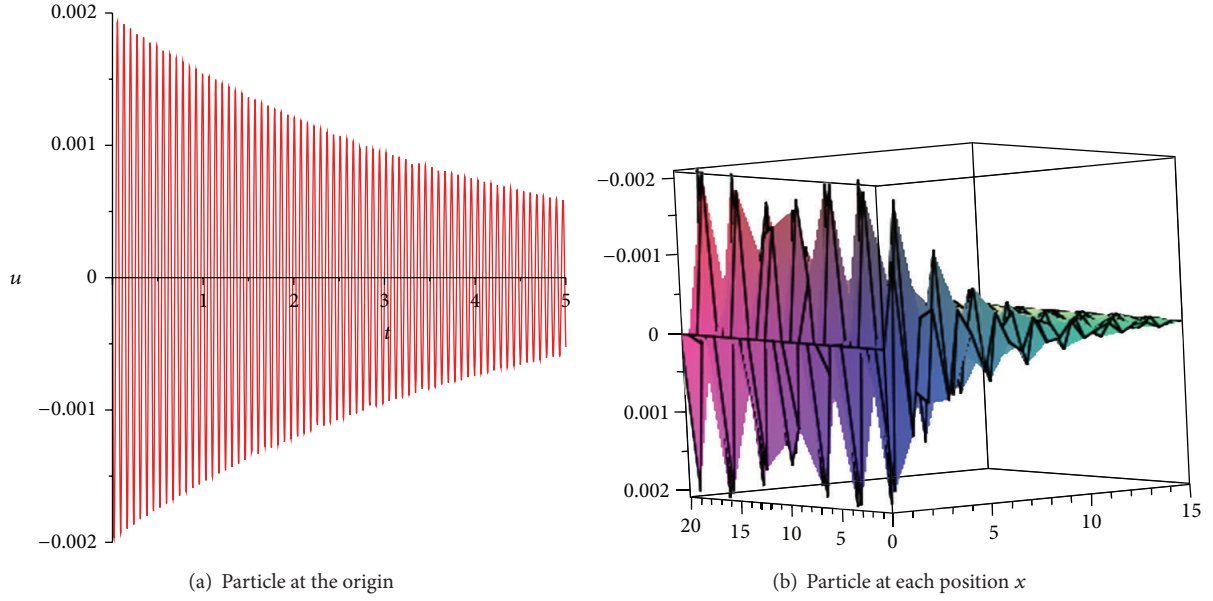 0.002
0.001
0
−0.001
−0.002
u
1 2 3 4 5
t
(a) Particle at the origin
−0.002
−0.001
0
0.001
0.002
20 15 10 5 0
5 10 15
(b) Particle at each position x